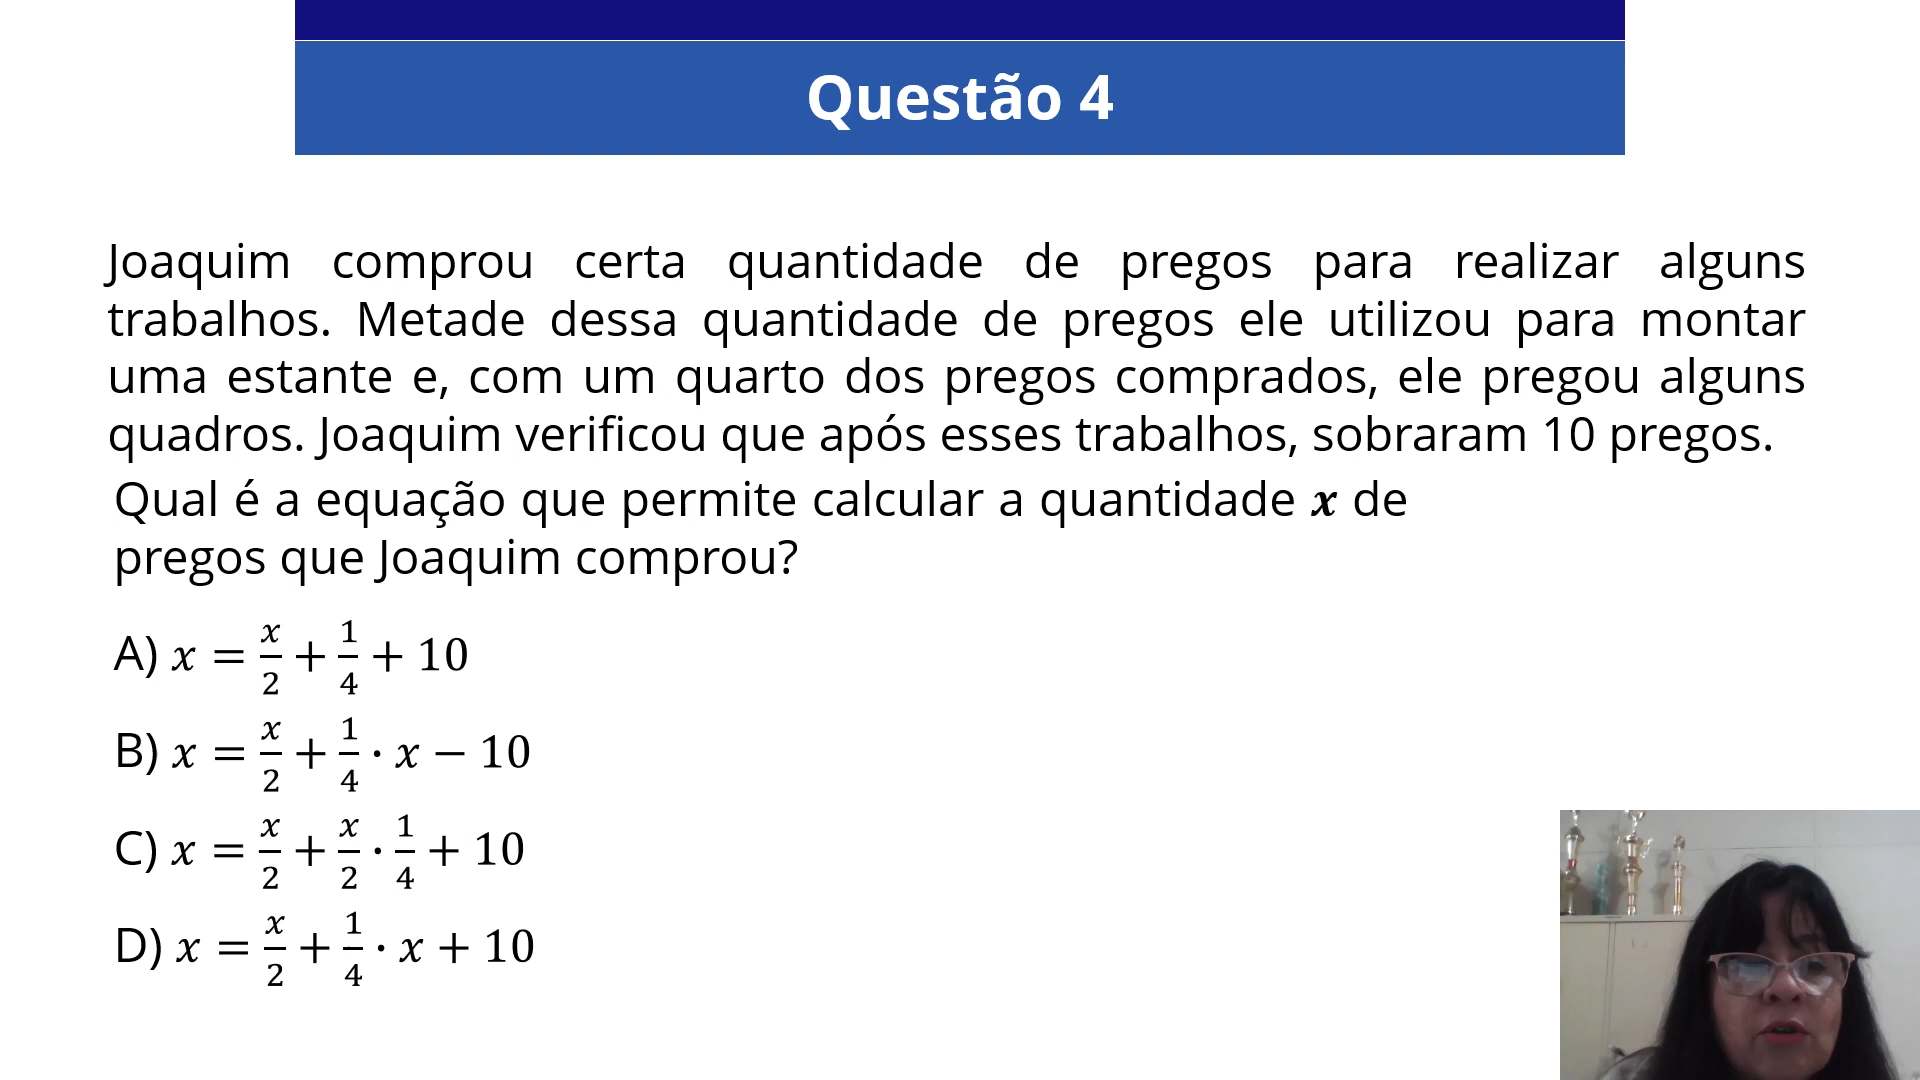 Questão 4
Joaquim comprou certa quantidade de pregos para realizar alguns
trabalhos. Metade dessa quantidade de pregos ele utilizou para montar
uma estante e, com um quarto dos pregos comprados, ele pregou alguns
quadros. Joaquim verificou que após esses trabalhos, sobraram 10 pregos.
Qual é a equação que permite calcular a quantidade x de
pregos que Joaquim comprou?
A) x = x/2 + 1/4 + 10
B) x = x/2 + 1/4 · x − 10
C) x = x/2 + x/2 · 1/4 + 10
D) x = x/2 + 1/4 · x + 10